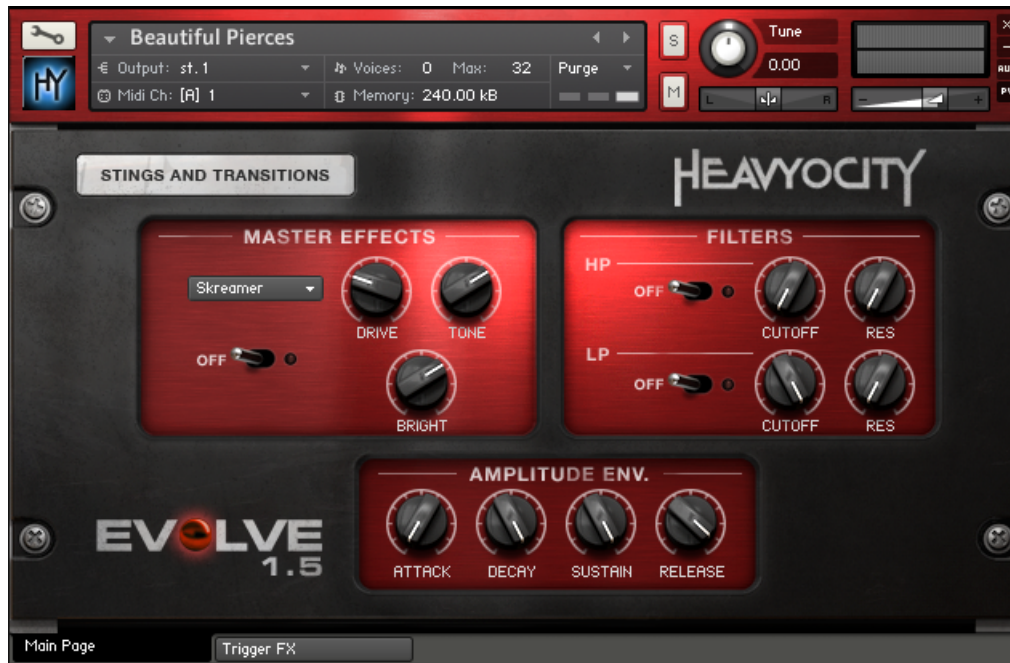 Beautiful Pierces
S
Tune
Output: st.1
Voices: 0 Max: 32
Purge
0.00
HY
Midi Ch: [A] 1
Memory: 240.00 kB
M
L R
- +
STINGS AND TRANSITIONS
HEAVYOCITY
MASTER EFFECTS
FILTERS
HP
Skreamer
OFF
DRIVE
TONE
CUTOFF
RES
LP
OFF
OFF
BRIGHT
CUTOFF
RES
AMPLITUDE ENV.
EVOLVE
1.5
ATTACK
DECAY
SUSTAIN
RELEASE
Main Page
Trigger FX